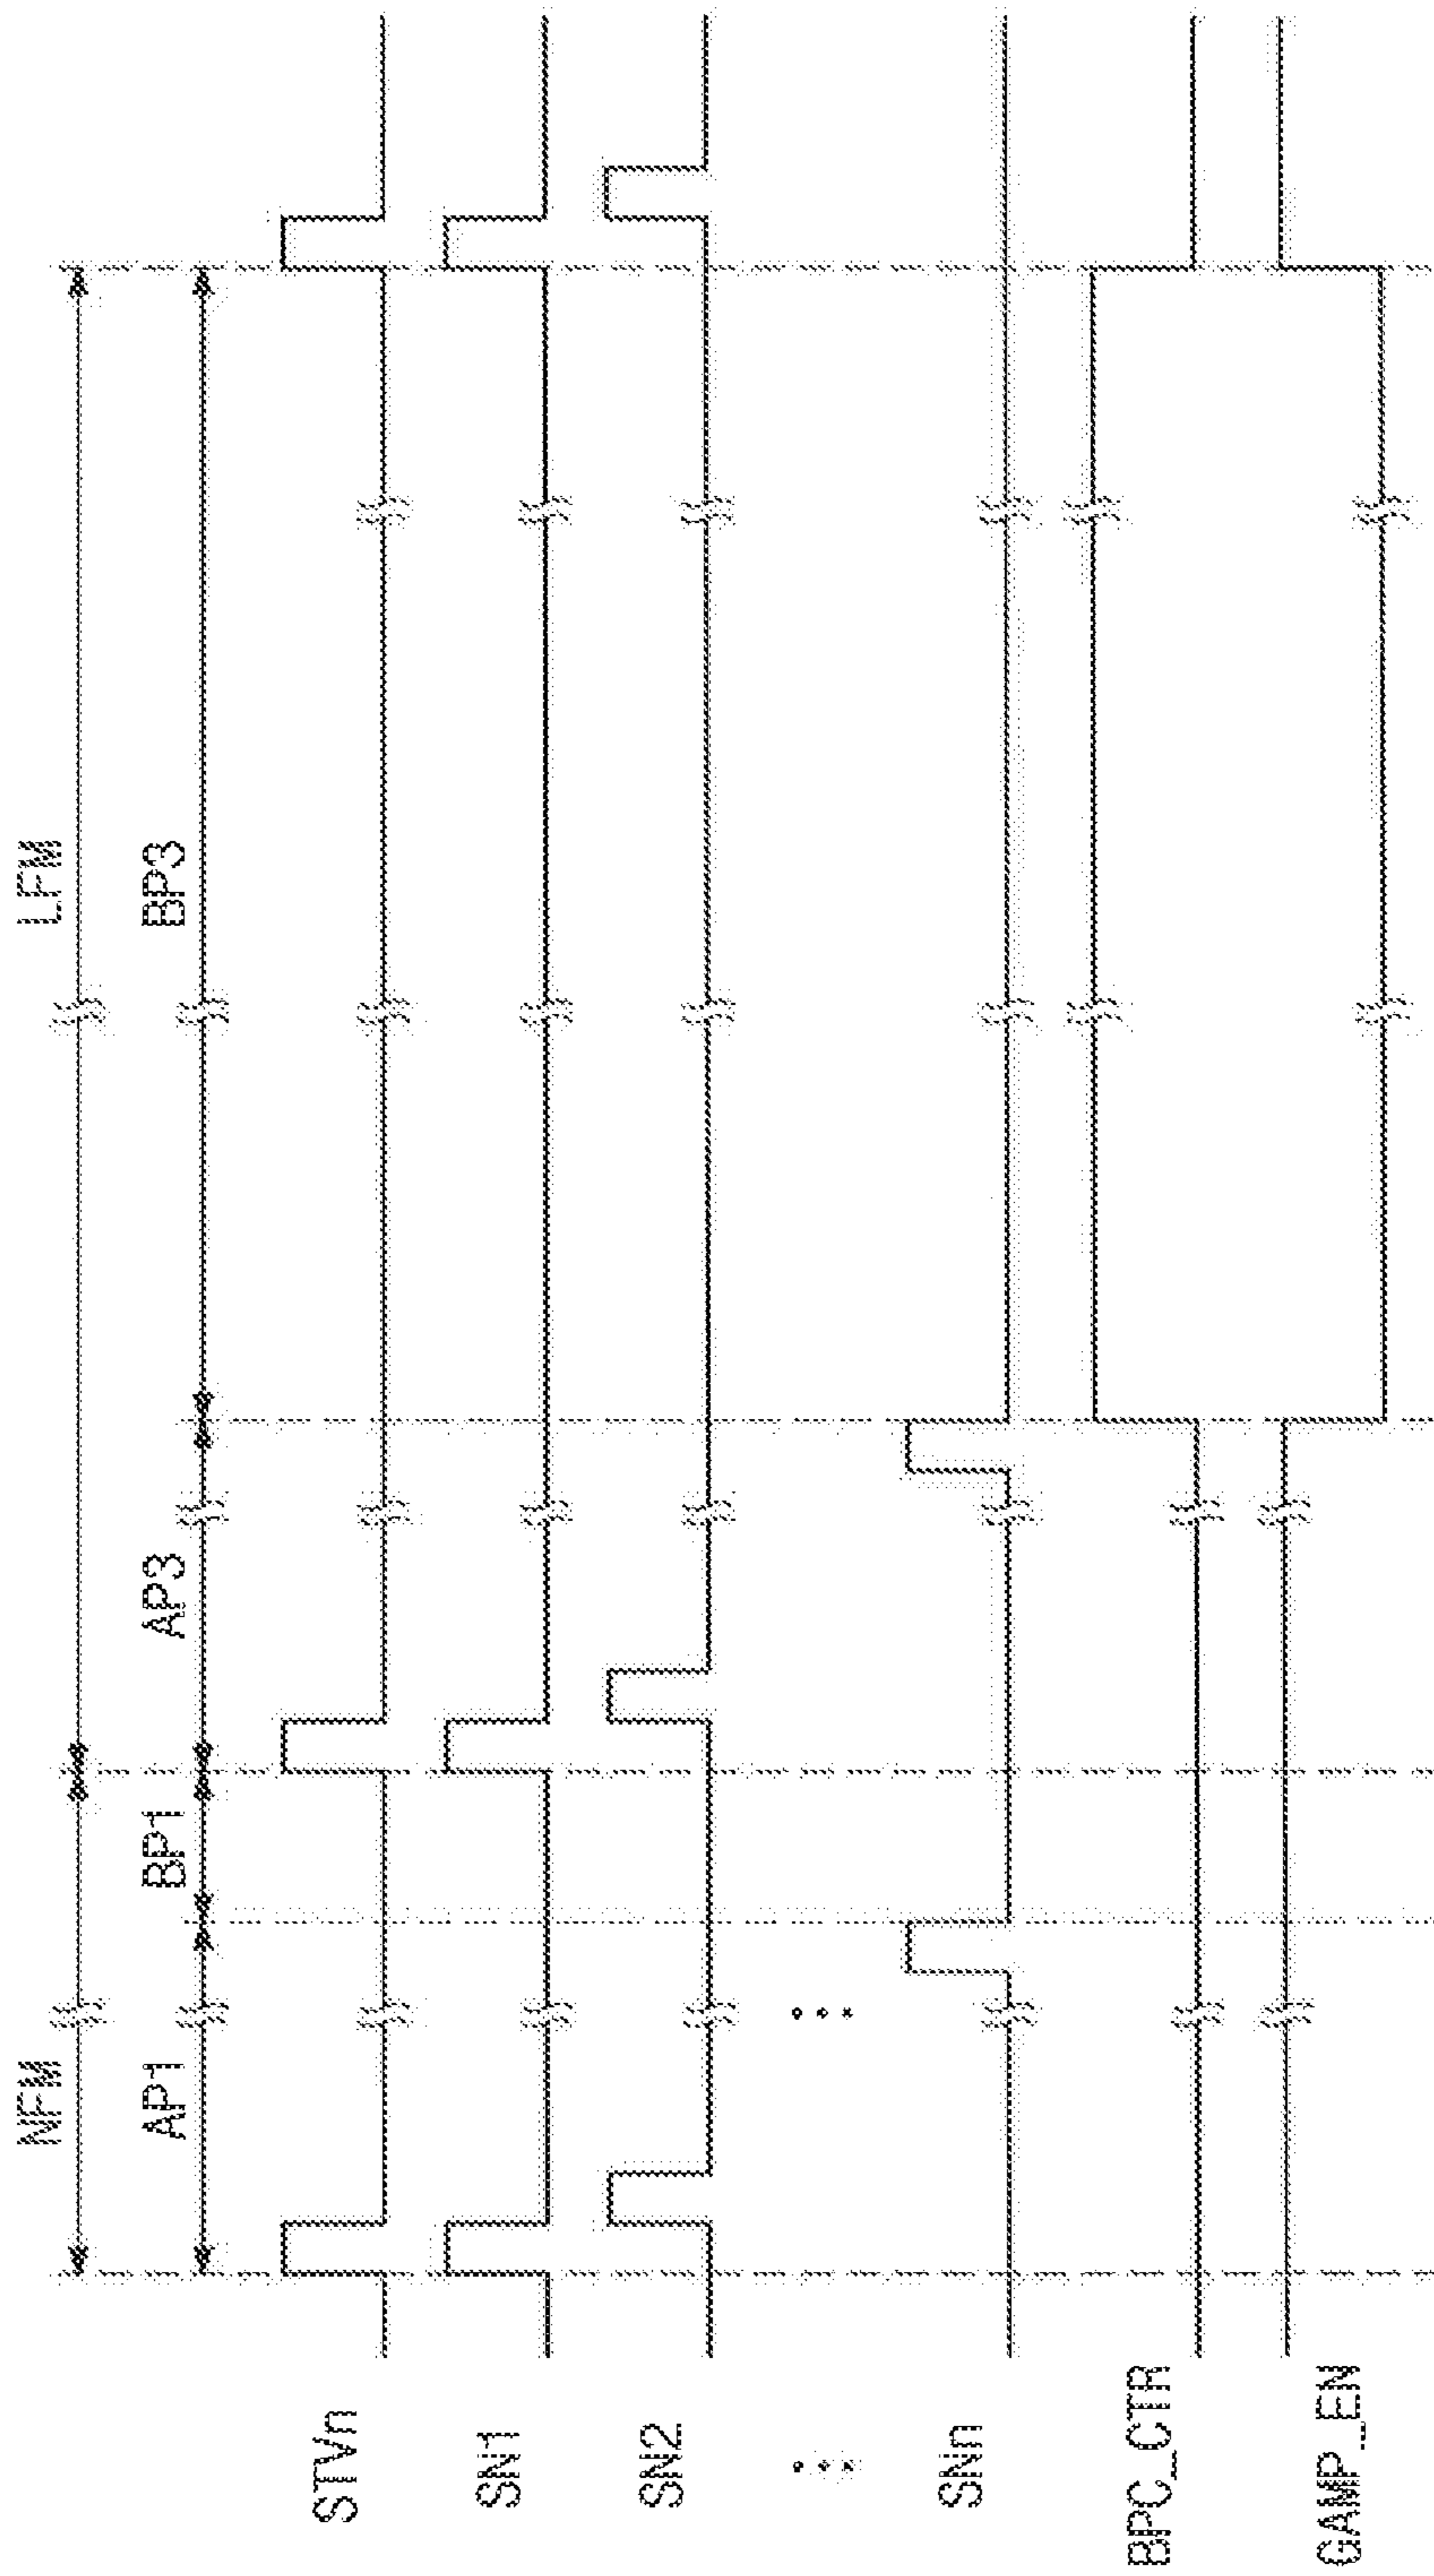 NFM LFM
AP1 BP1 AP3 BP3
STVn
SN1
SN2
SNn
BPC_CTR
GAMP_EN